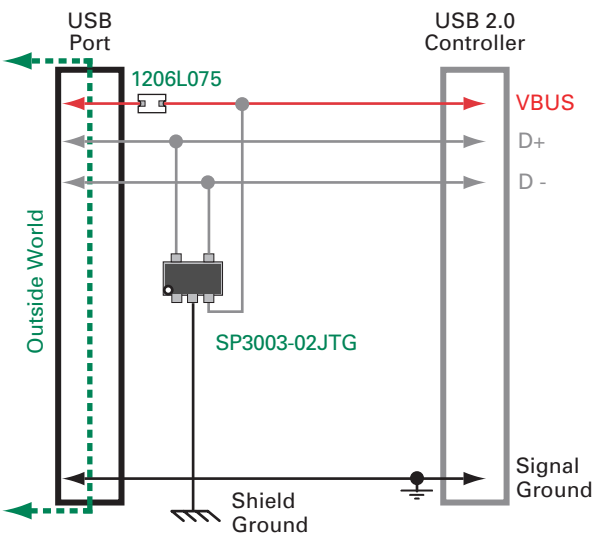 USB
Port
USB 2.0
Controller
1206L075
VBUS
D+
D -
Outside World
SP3003-02JTG
Signal
Ground
Shield
Ground